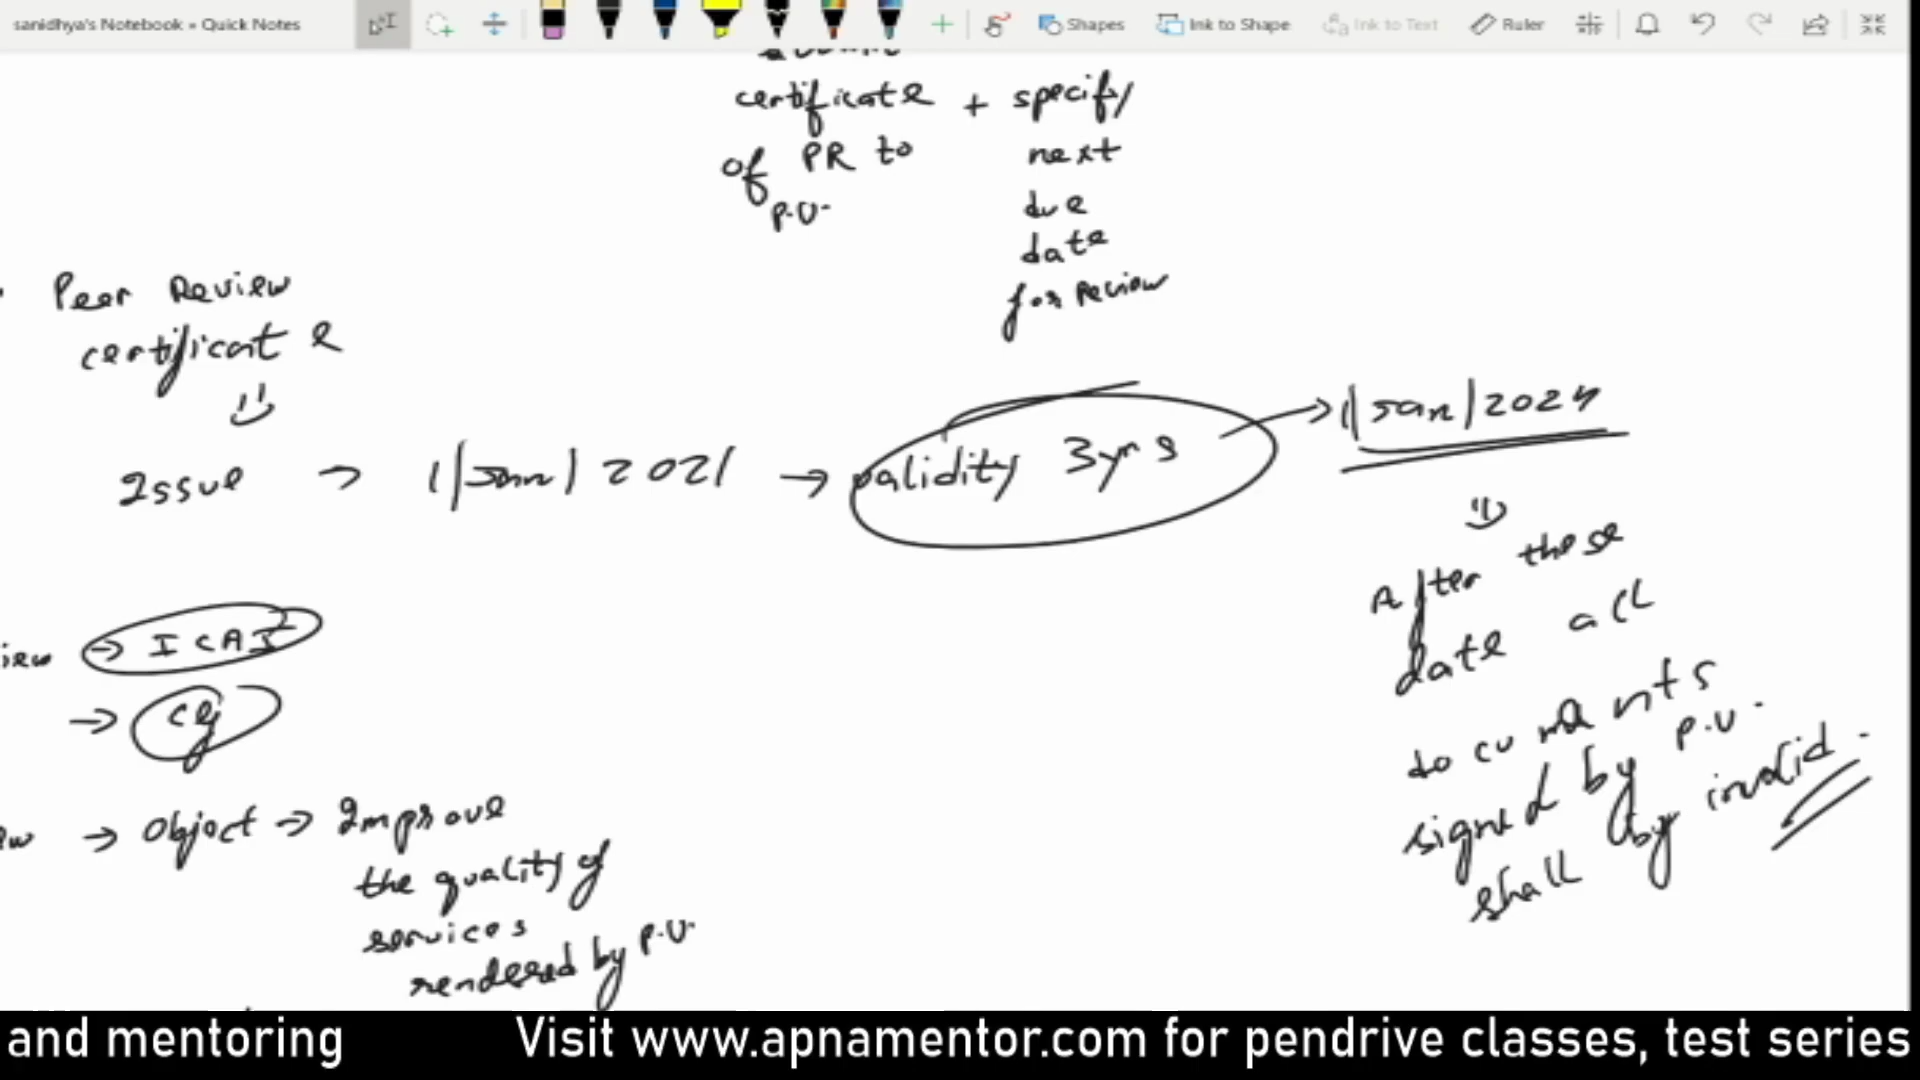 sanidhya's Notebook » Quick Notes
Shapes
Ink to Shape
Ink to Text
Ruler
certificate + specify
of PR to next
P.U. due
date
for Review
Peer Review
certificate
Issue → 1/Jan/2021 → validity 3yrs → 1/Jan/2024
After these
date all
documents
signed by P.U.
shall by invalid.
→ ICAI
→
→ Object → Improve
the quality of
services
rendered by P.U.
and mentoring Visit www.apnamentor.com for pendrive classes, test series